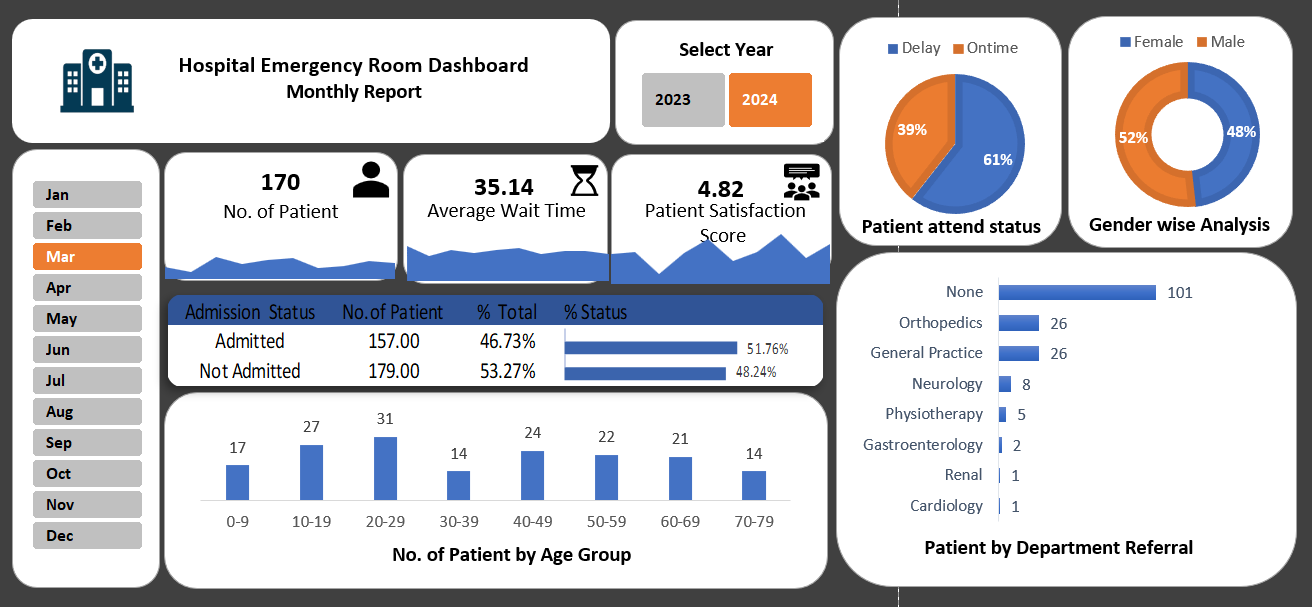 Hospital Emergency Room Dashboard
Monthly Report
Select Year
2023
2024
Jan
Feb
Mar
Apr
May
Jun
Jul
Aug
Sep
Oct
Nov
Dec
170
No. of Patient
35.14
Average Wait Time
4.82
Patient Satisfaction
Score
Delay Ontime
39%
61%
Patient attend status
Female Male
52%
48%
Gender wise Analysis
Admission Status No.of Patient % Total % Status
Admitted 157.00 46.73% 51.76%
Not Admitted 179.00 53.27% 48.24%
17 27 31 14 24 22 21 14
0-9 10-19 20-29 30-39 40-49 50-59 60-69 70-79
No. of Patient by Age Group
None 101
Orthopedics 26
General Practice 26
Neurology 8
Physiotherapy 5
Gastroenterology 2
Renal 1
Cardiology 1
Patient by Department Referral